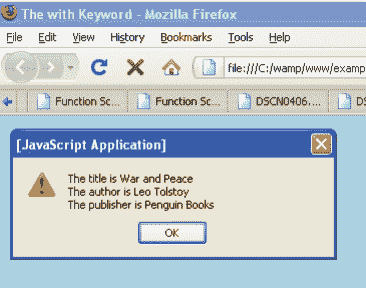 The with Keyword - Mozilla Firefox
File Edit View History Bookmarks Tools Help
file:///C:/wamp/www/examp
Function Sc... Function Sc... DSCN0406.... DS
[JavaScript Application]
The title is War and Peace
The author is Leo Tolstoy
The publisher is Penguin Books
OK